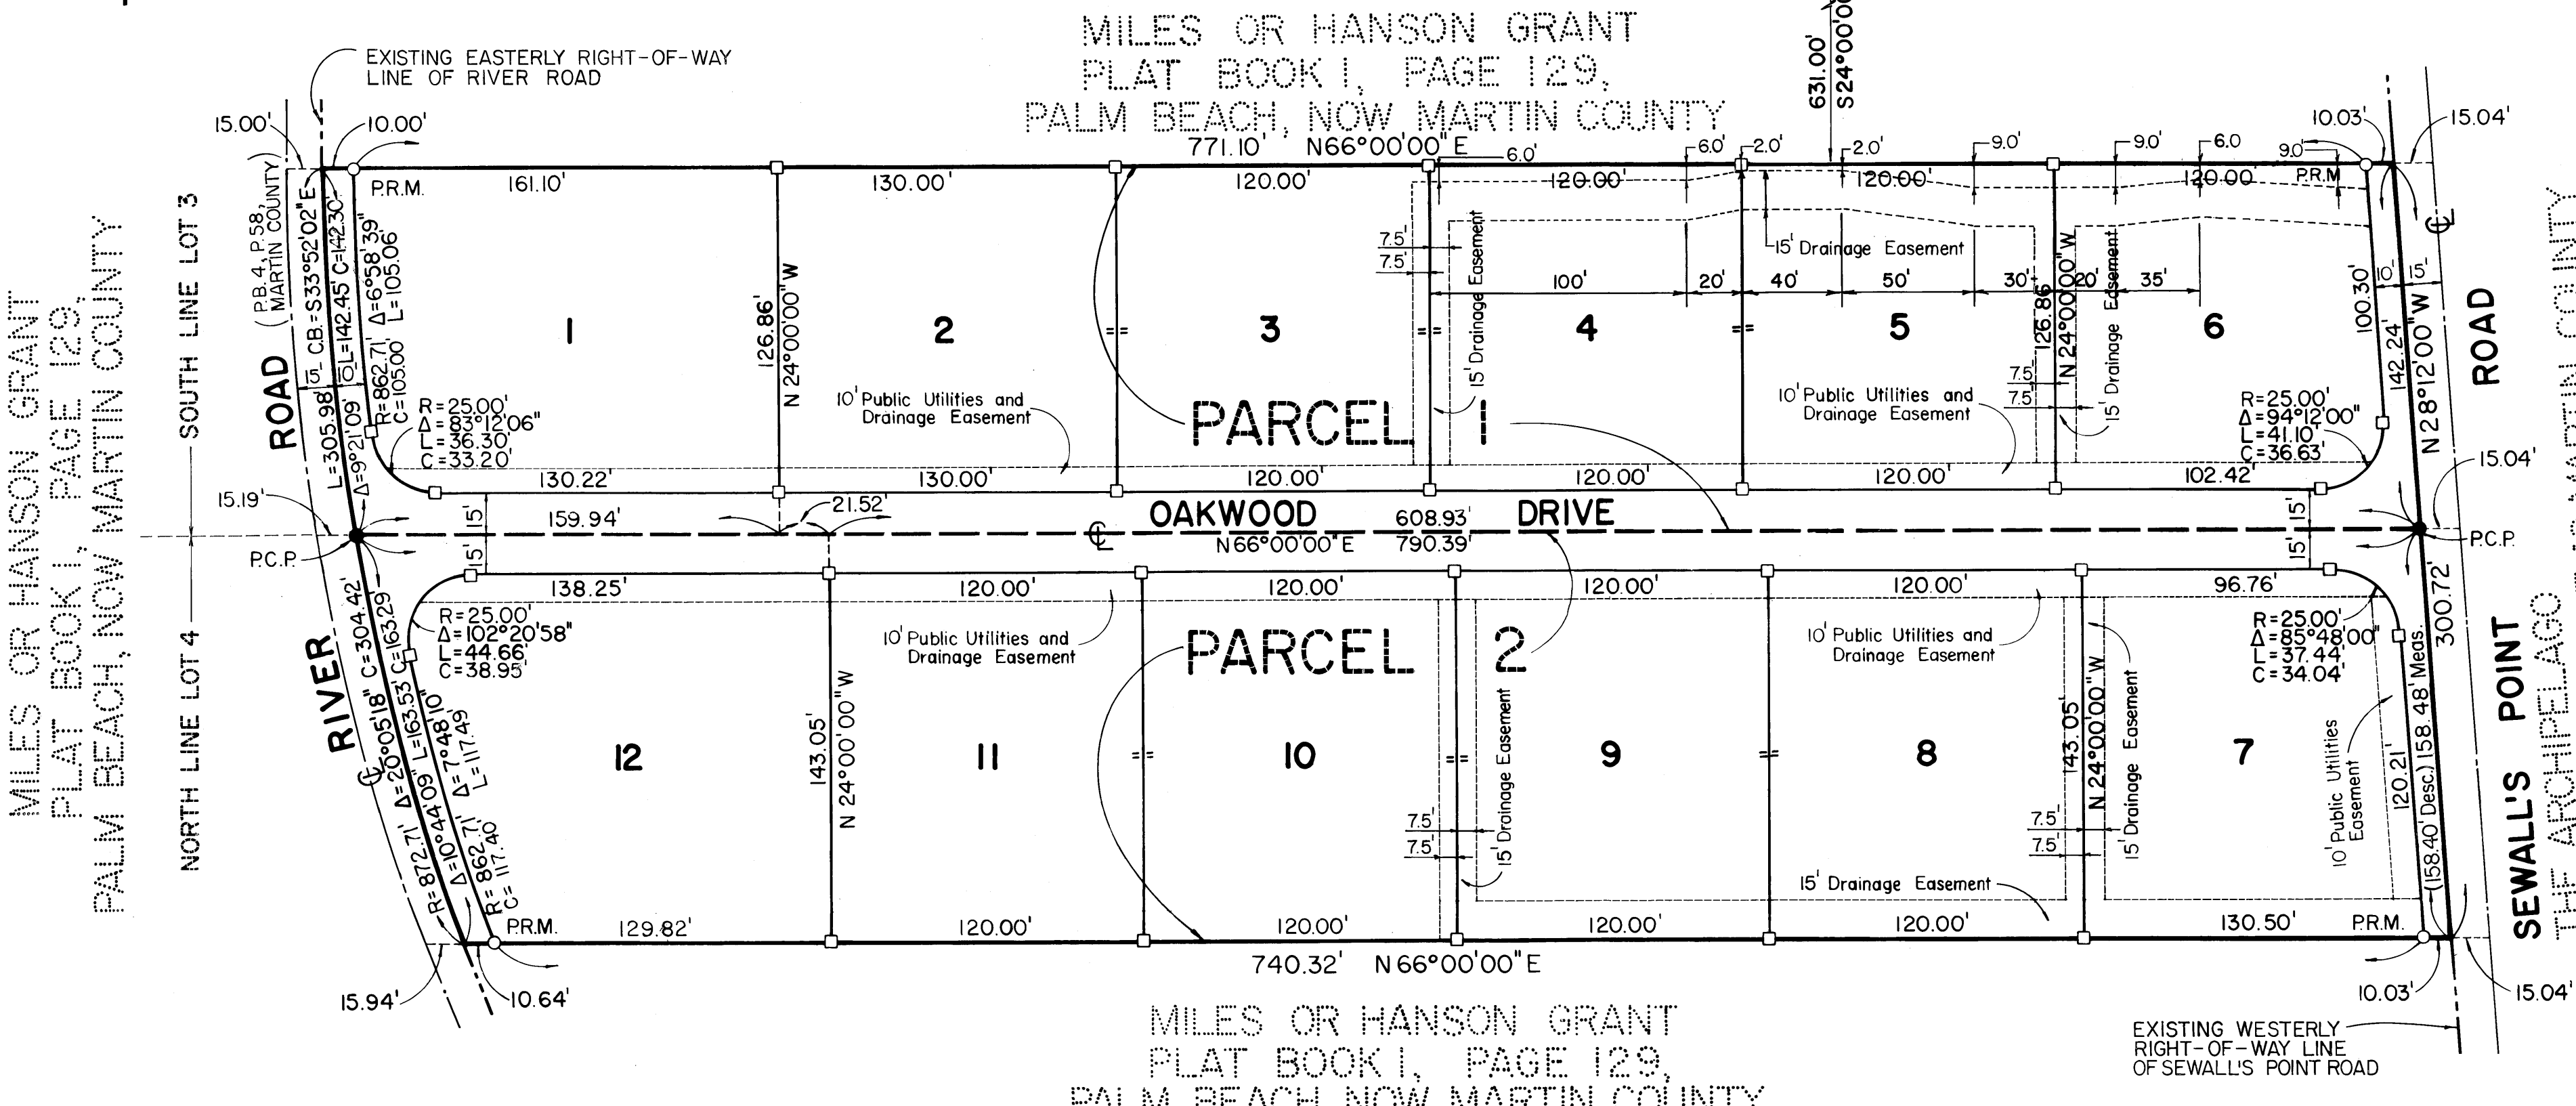 MILES OR HANSON GRANT
PLAT BOOK 1, PAGE 129,
PALM BEACH, NOW MARTIN COUNTY
631.00'
S24°00'00
EXISTING EASTERLY RIGHT-OF-WAY
LINE OF RIVER ROAD
15.00'
10.00'
771.10' N66°00'00"E
6.0'
6.0'
2.0'
2.0'
9.0'
9.0'
6.0
9.0'
10.03'
15.04'
P.R.M.
161.10'
130.00'
120.00'
120.00'
120.00'
120.00'
P.R.M
MILES OR HANSON GRANT
PLAT BOOK 1, PAGE 129,
PALM BEACH, NOW MARTIN COUNTY
SOUTH LINE LOT 3
NORTH LINE LOT 4
(P.B.4, P.58,
MARTIN COUNTY)
RIVER ROAD
15'
10'
C.B.=S33°52'02"E
L=142.45' C=142.30'
Δ=6°58'39"
L=105.06'
R=862.71'
C=105.00'
L=305.98'
Δ=9°21'09"
R=25.00'
Δ=83°12'06"
L=36.30'
C=33.20'
1
2
3
4
5
6
126.86'
N 24°00'00" W
10' Public Utilities and
Drainage Easement
PARCEL 1
7.5'
7.5'
15' Drainage Easement
15' Drainage Easement
100'
20'
40'
50'
30'
20'
35'
126.86
N 24°00'00" W
7.5'
7.5'
15' Drainage Easement
10' Public Utilities and
Drainage Easement
R=25.00'
Δ=94°12'00"
L=41.10'
C=36.63'
100.30'
10'
15'
142.24'
N 28°12'00" W
SEWALL'S POINT ROAD
130.22'
130.00'
120.00'
120.00'
120.00'
102.42'
15.19'
15.04'
15'
15'
159.94'
21.52'
OAKWOOD DRIVE
608.93'
N66°00'00"E 790.39'
15'
15'
P.C.P.
P.C.P.
138.25'
120.00'
120.00'
120.00'
120.00'
96.76'
R=25.00'
Δ=102°20'58"
L=44.66'
C=38.95'
10' Public Utilities and
Drainage Easement
PARCEL 2
10' Public Utilities and
Drainage Easement
R=25.00'
Δ=85°48'00"
L=37.44'
C=34.04'
300.72'
R=872.71' Δ=20°05'18" C=304.42'
Δ=10°44'09" L=163.53' C=163.29'
R=862.71' Δ=7°48'10"
C=117.40 L=117.49'
12
11
10
9
8
7
143.05'
N 24°00'00" W
15' Drainage Easement
7.5'
7.5'
143.05'
N 24°00'00" W
15' Drainage Easement
7.5'
7.5'
15' Drainage Easement
10' Public Utilities
Easement
120.21'
(158.40' Desc.) 158.48' Meas.
THE ARCHIPELAGO
MARTIN COUNTY
P.R.M.
129.82'
120.00'
120.00'
120.00'
120.00'
130.50'
P.R.M.
740.32' N66°00'00"E
15.94'
10.64'
10.03'
15.04'
MILES OR HANSON GRANT
PLAT BOOK 1, PAGE 129,
PALM BEACH, NOW MARTIN COUNTY
EXISTING WESTERLY
RIGHT-OF-WAY LINE
OF SEWALL'S POINT ROAD